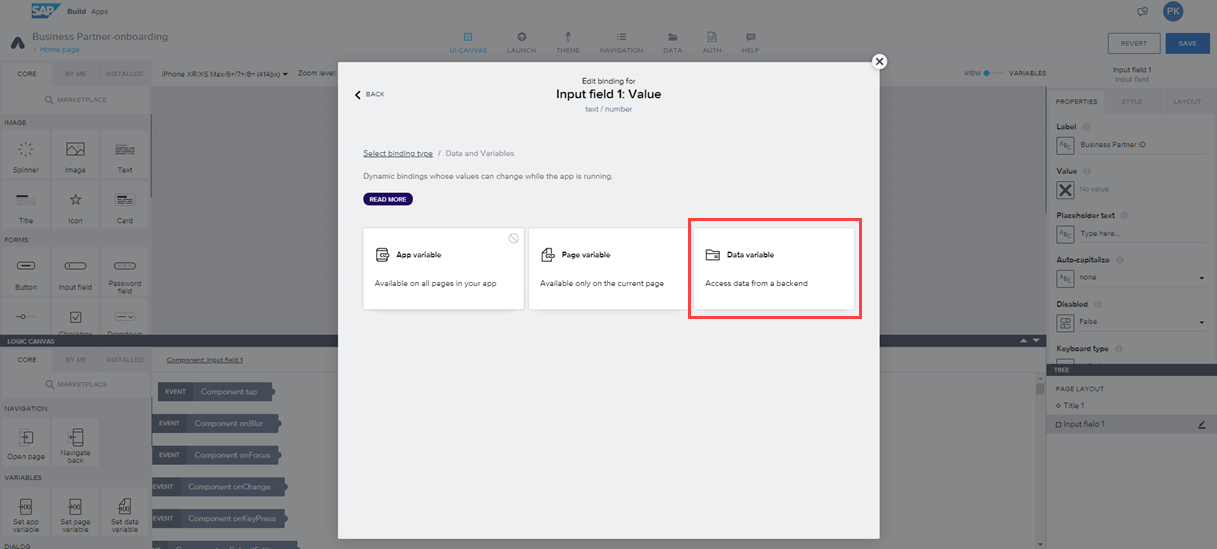 SAP Build Apps
PK
Business Partner-onboarding
< Home page
UI CANVAS
LAUNCH
THEME
NAVIGATION
DATA
AUTH.
HELP
REVERT
SAVE
CORE
BY ME
INSTALLED
iPhone XR/XS Max/6+/7+/8+ (414px)
Zoom level:
VIEW
VARIABLES
Input field 1
Input field
MARKETPLACE
IMAGE
Spinner
Image
Text
Title
Icon
Card
FORMS
Button
Input field
Password
field
Checkbox
Dropdown
Edit binding for
Input field 1: Value
text / number
BACK
Select binding type / Data and Variables
Dynamic bindings whose values can change while the app is running.
READ MORE
App variable
Available on all pages in your app
Page variable
Available only on the current page
Data variable
Access data from a backend
PROPERTIES
STYLE
LAYOUT
Label
ABC
Business Partner ID
Value
No value
Placeholder text
ABC
Type here...
Auto-capitalise
ABC
none
Disabled
False
Keyboard type
LOGIC CANVAS
CORE
BY ME
INSTALLED
Component: Input field 1
MARKETPLACE
NAVIGATION
Open page
Navigate
back
VARIABLES
Set app
variable
Set page
variable
Set data
variable
DIALOG
EVENT Component tap
EVENT Component onBlur
EVENT Component onFocus
EVENT Component onChange
EVENT Component onKeyPress
TREE
PAGE LAYOUT
Title 1
Input field 1